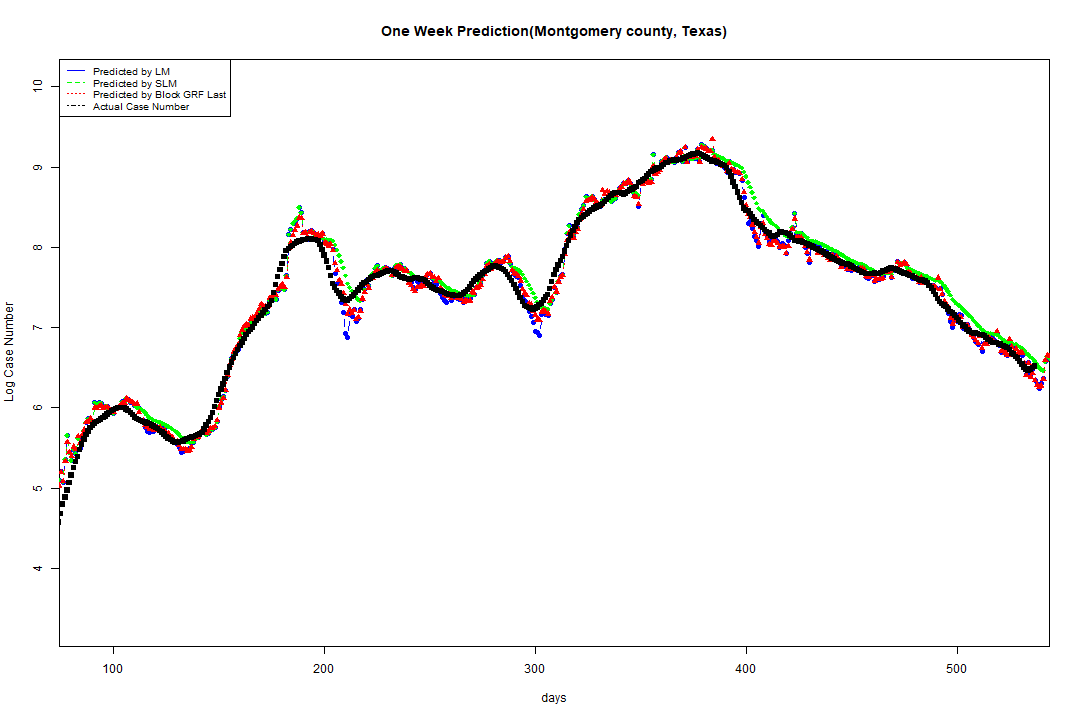 One Week Prediction(Montgomery county, Texas)
Predicted by LM
Predicted by SLM
Predicted by Block GRF Last
Actual Case Number
10
9
8
7
6
5
4
Log Case Number
100 200 300 400 500
days